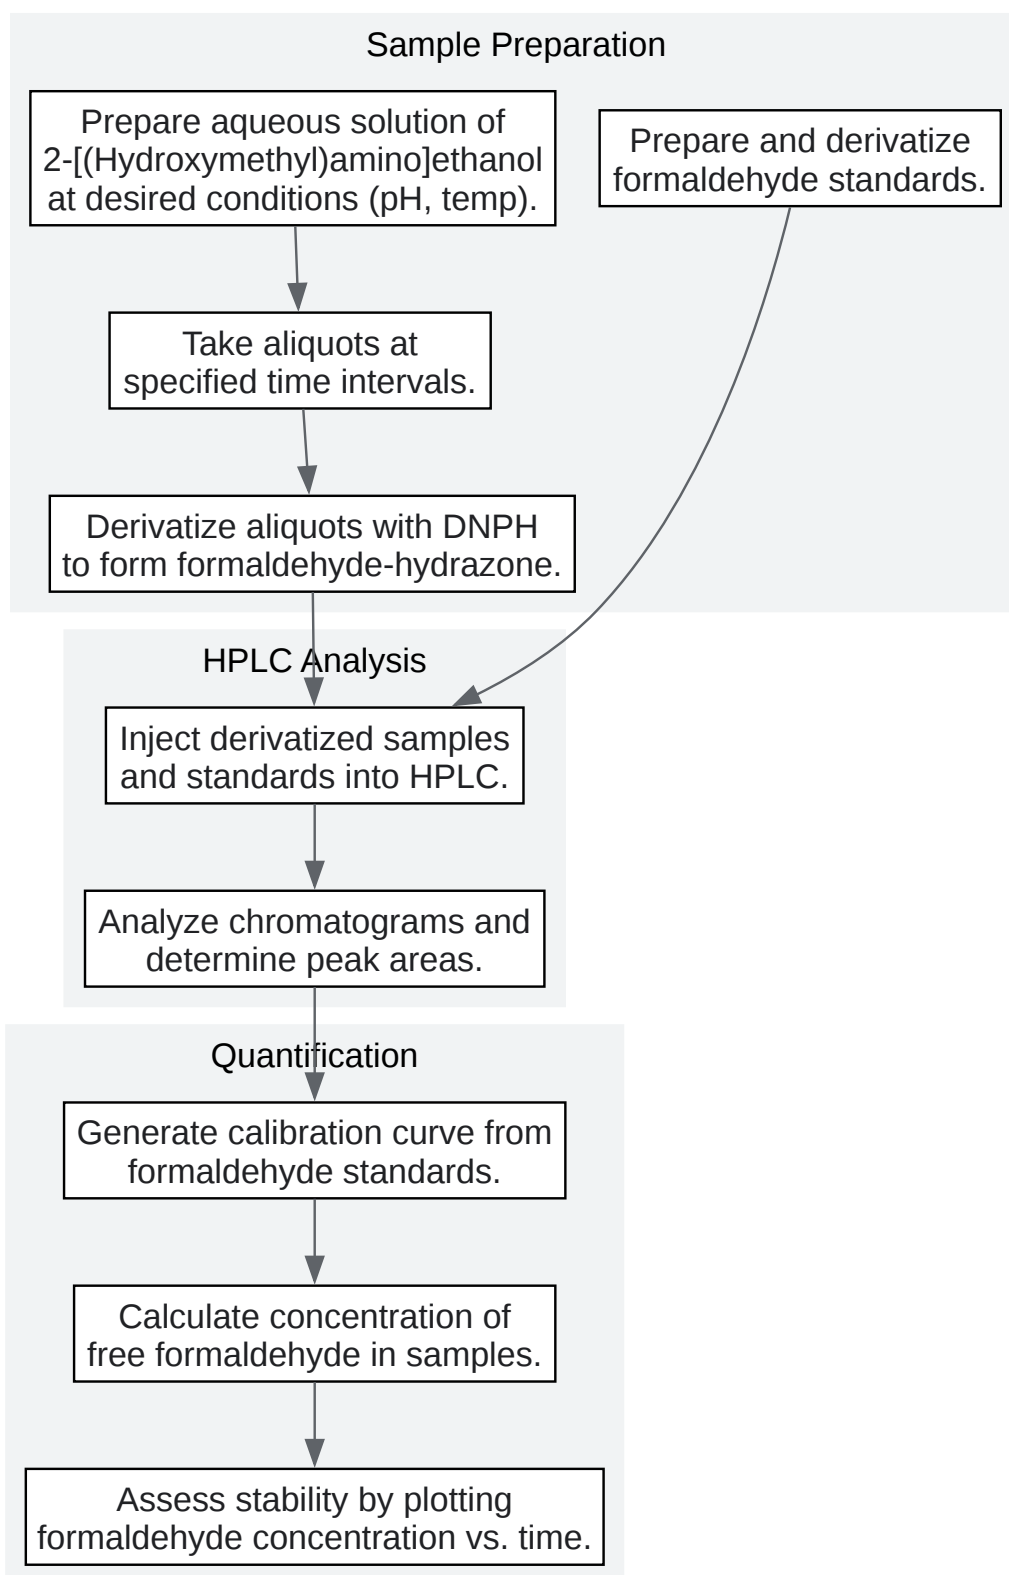 Sample Preparation
Prepare aqueous solution of
2-[(Hydroxymethyl)amino]ethanol
at desired conditions (pH, temp).
Prepare and derivatize
formaldehyde standards.
Take aliquots at
specified time intervals.
Derivatize aliquots with DNPH
to form formaldehyde-hydrazone.
HPLC Analysis
Inject derivatized samples
and standards into HPLC.
Analyze chromatograms and
determine peak areas.
Quantification
Generate calibration curve from
formaldehyde standards.
Calculate concentration of
free formaldehyde in samples.
Assess stability by plotting
formaldehyde concentration vs. time.